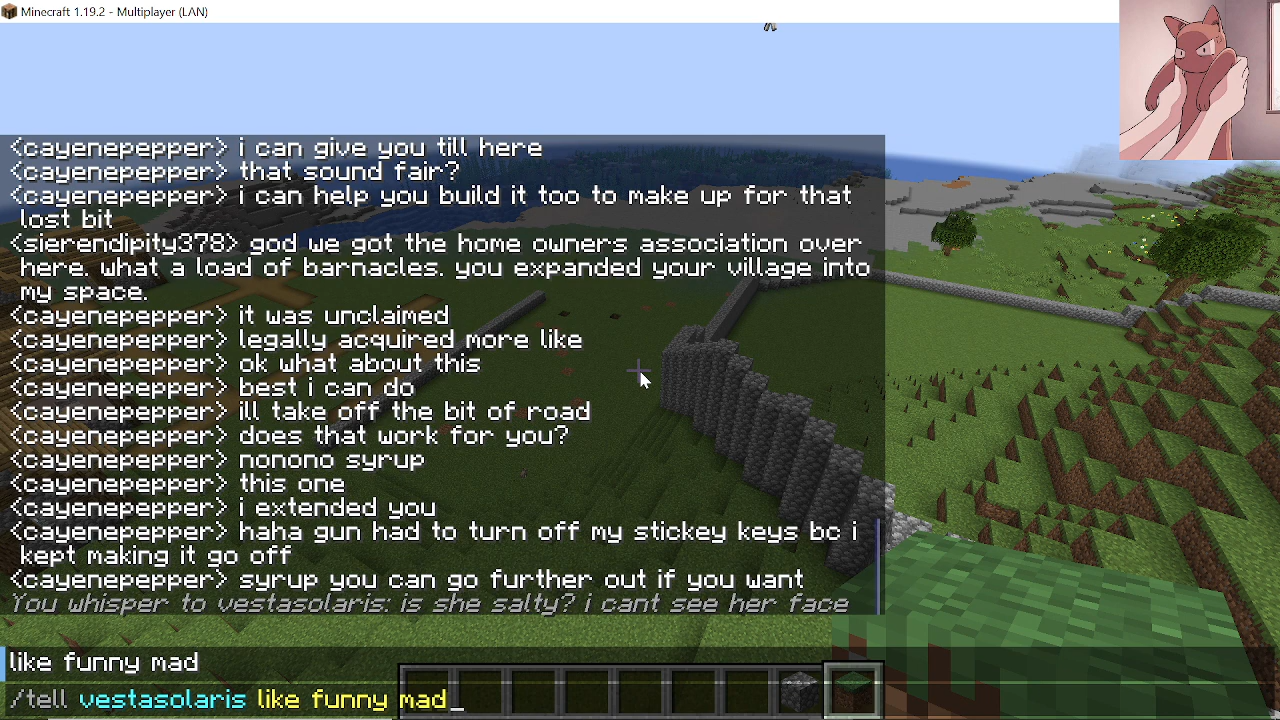 Minecraft 1.19.2 - Multiplayer (LAN)
<cayenepepper> i can give you till here
<cayenepepper> that sound fair?
<cayenepepper> i can help you build it too to make up for that
lost bit
<sierendipity378> god we got the home owners association over
here. what a load of barnacles. you expanded your village into
my space.
<cayenepepper> it was unclaimed
<cayenepepper> legally acquired more like
<cayenepepper> ok what about this
<cayenepepper> best i can do
<cayenepepper> ill take off the bit of road
<cayenepepper> does that work for you?
<cayenepepper> nonono syrup
<cayenepepper> this one
<cayenepepper> i extended you
<cayenepepper> haha gun had to turn off my stickey keys bc i
kept making it go off
<cayenepepper> syrup you can go further out if you want
You whisper to vestasolaris: is she salty? i cant see her face
like funny mad
/tell vestasolaris like funny mad_